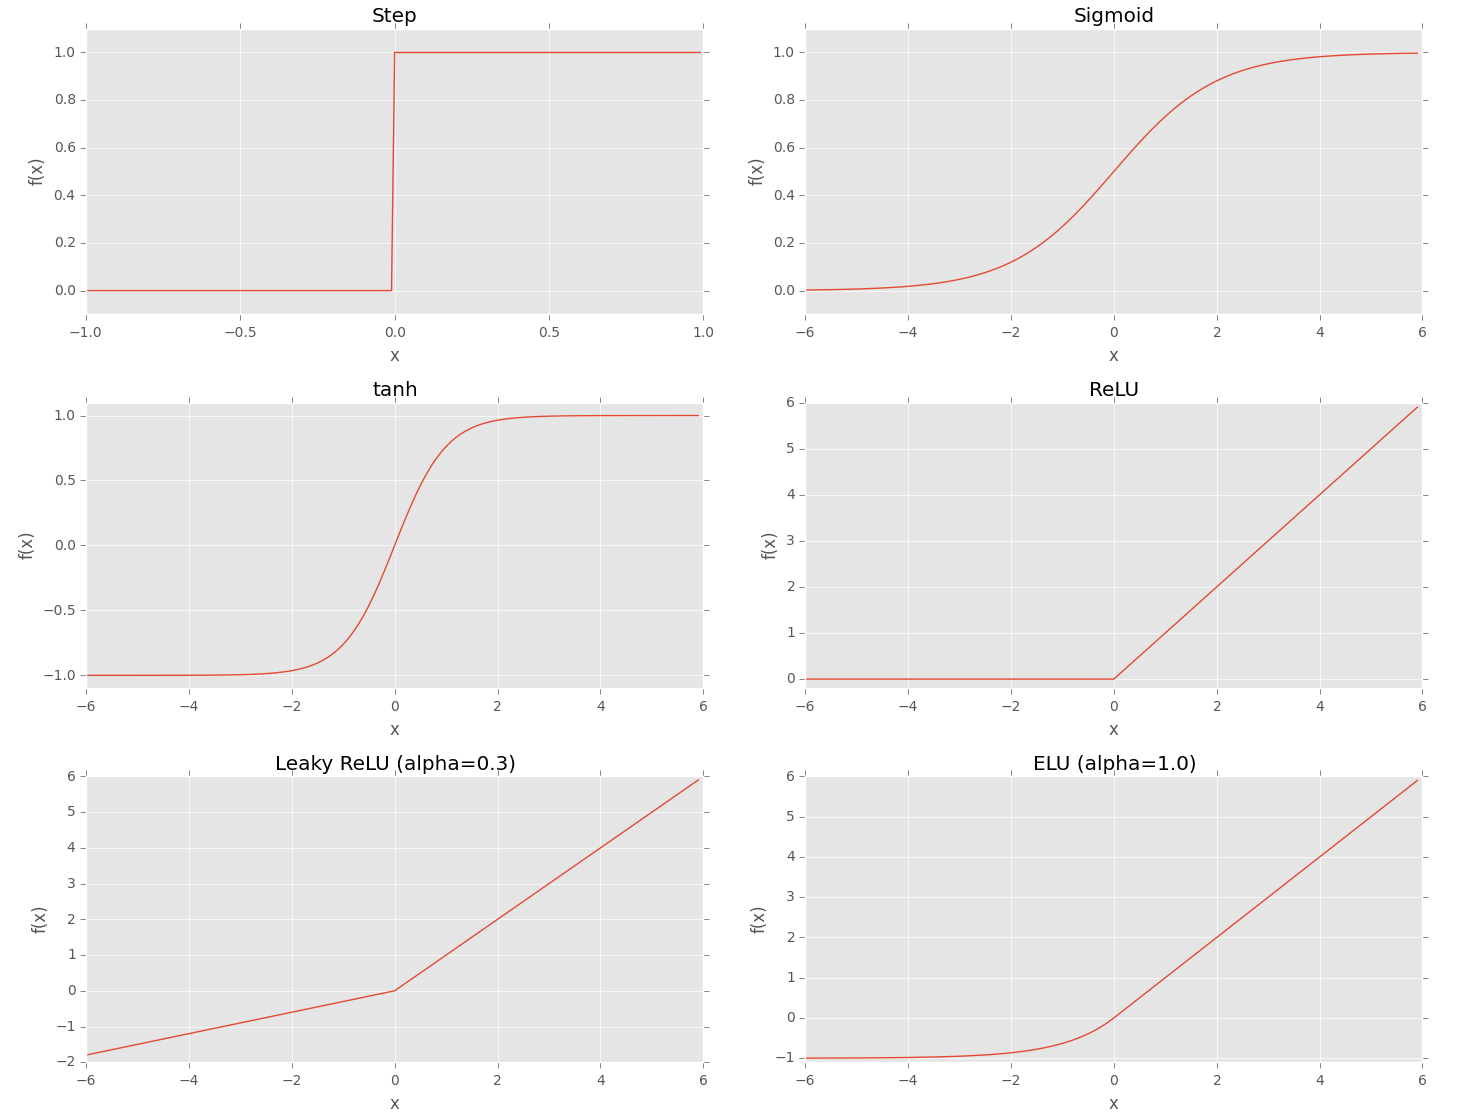 Step
1.0
0.8
0.6
0.4
0.2
0.0
f(x)
−1.0 −0.5 0.0 0.5 1.0
x
Sigmoid
1.0
0.8
0.6
0.4
0.2
0.0
f(x)
−6 −4 −2 0 2 4 6
x
tanh
1.0
0.5
0.0
−0.5
−1.0
f(x)
−6 −4 −2 0 2 4 6
x
ReLU
6
5
4
3
2
1
0
f(x)
−6 −4 −2 0 2 4 6
x
Leaky ReLU (alpha=0.3)
6
5
4
3
2
1
0
−1
−2
f(x)
−6 −4 −2 0 2 4 6
x
ELU (alpha=1.0)
6
5
4
3
2
1
0
−1
f(x)
−6 −4 −2 0 2 4 6
x